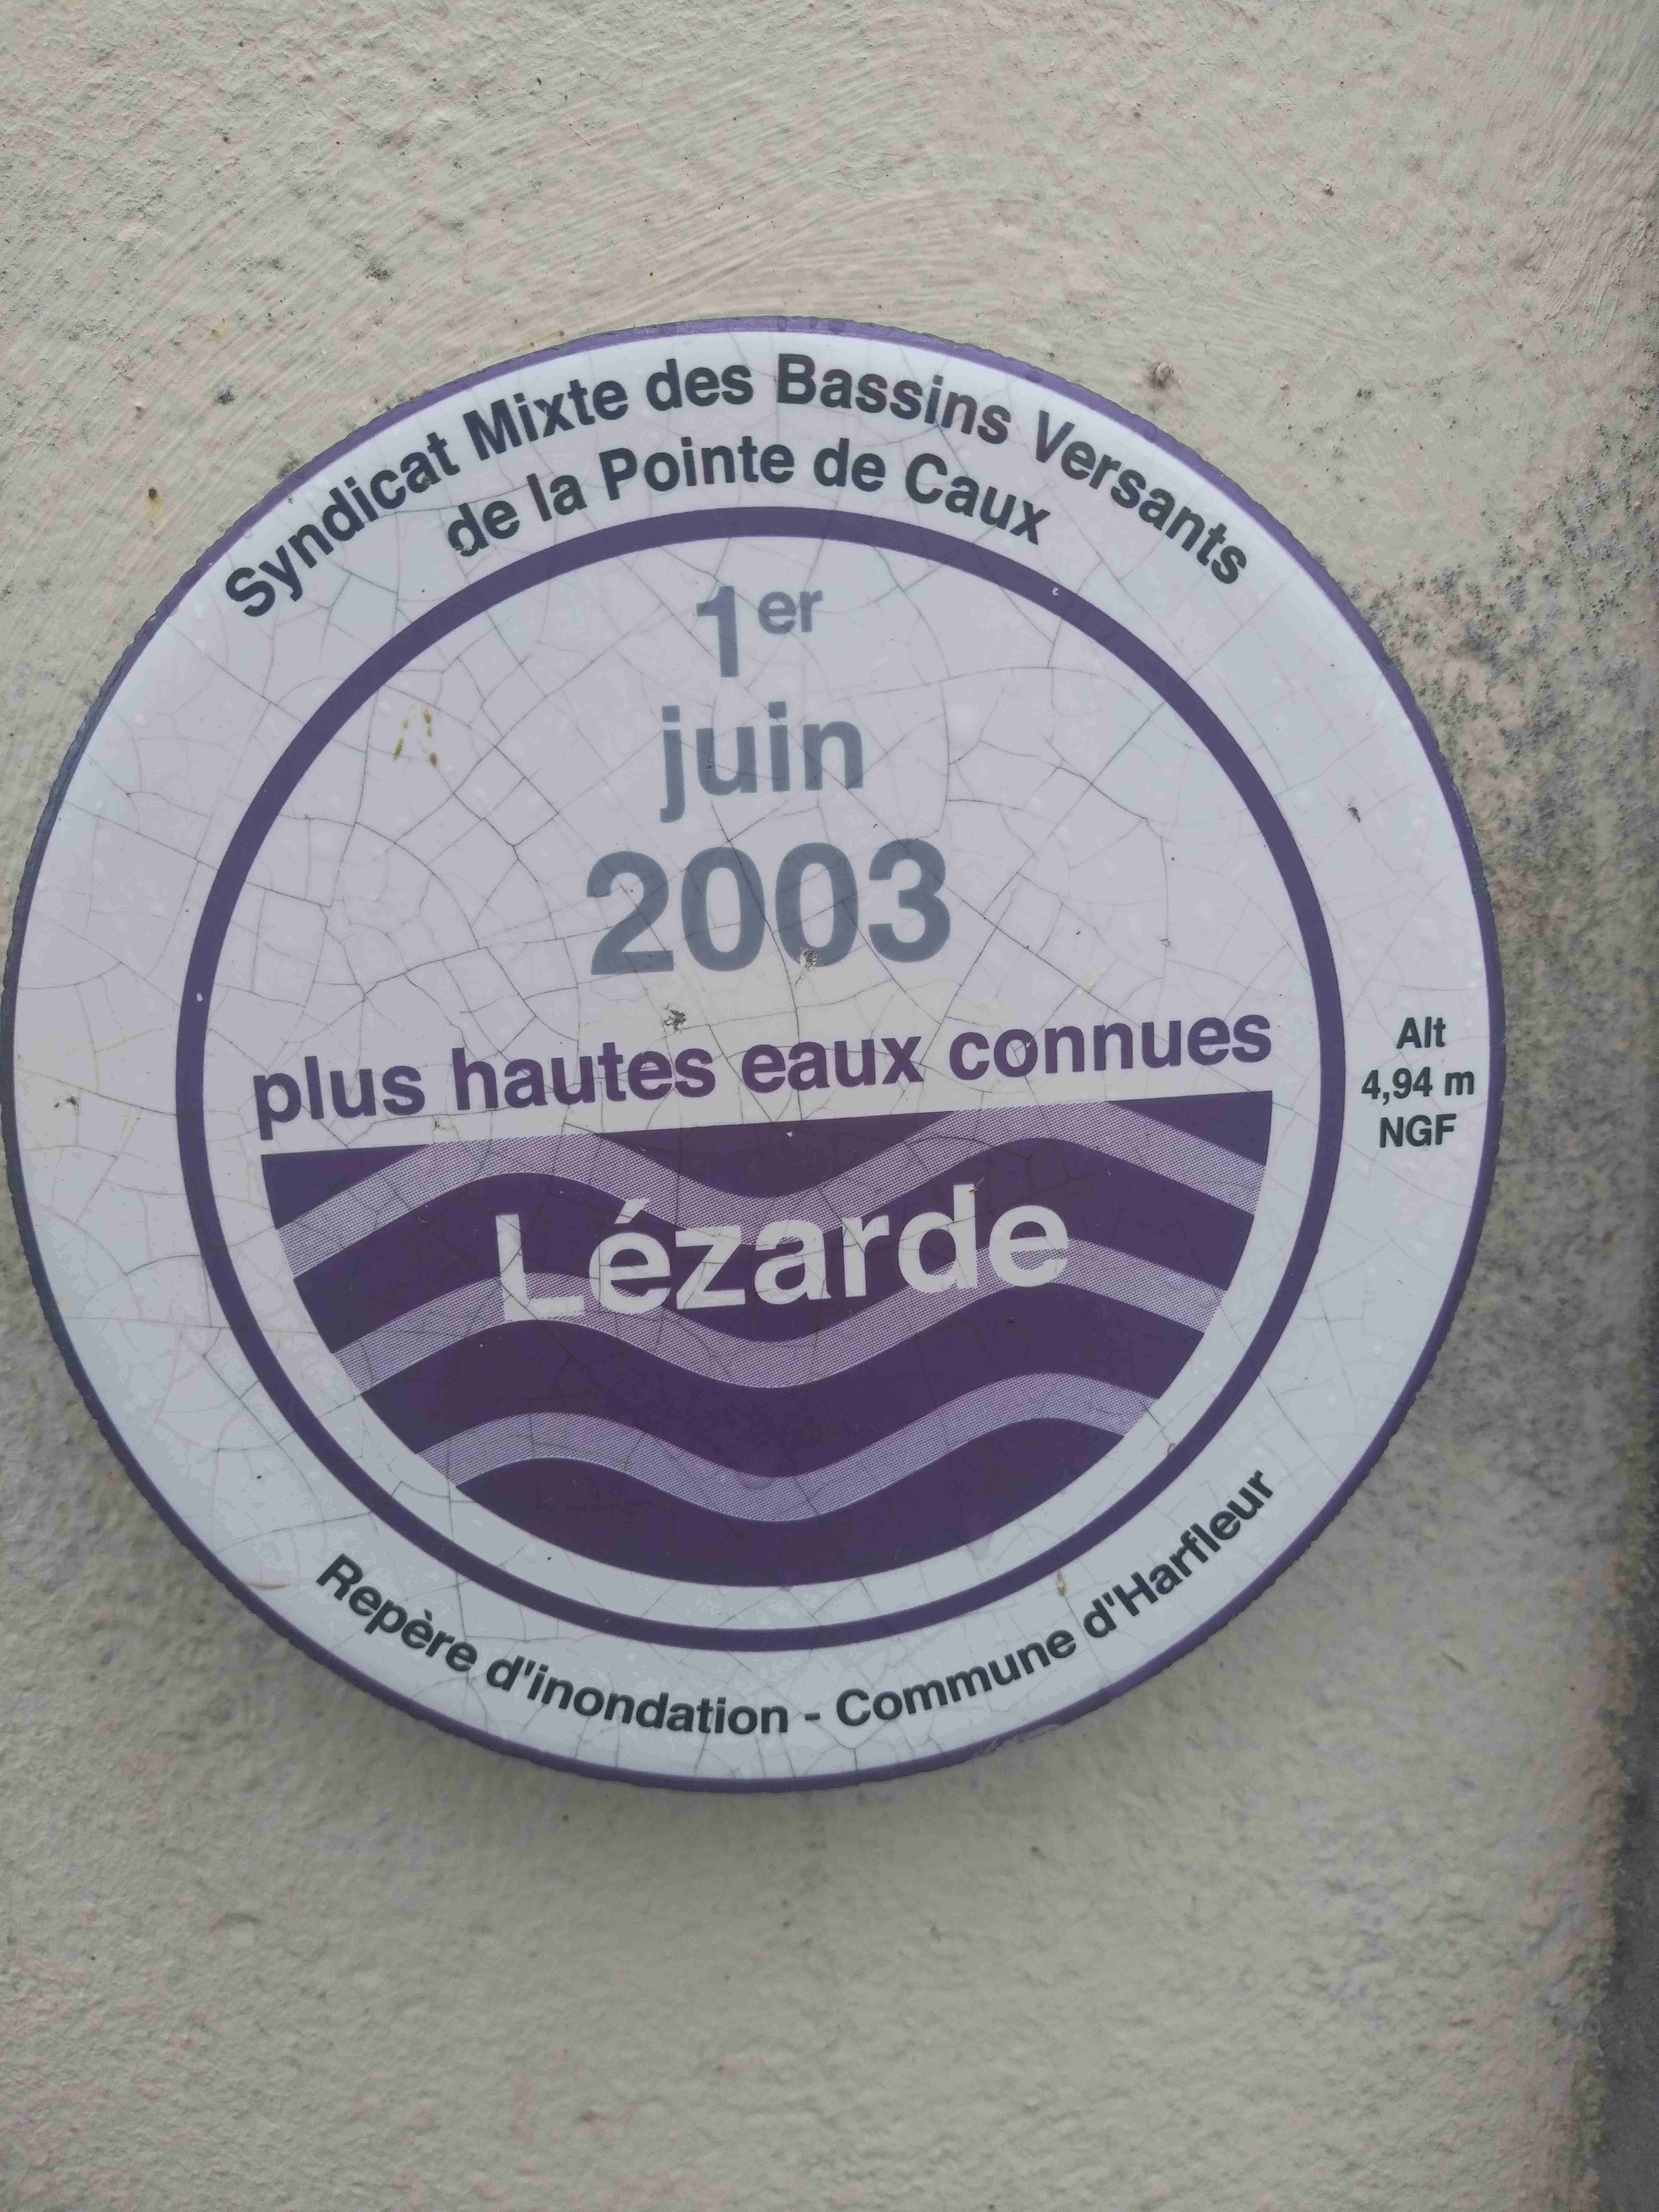 Syndicat Mixte des Bassins Versants
de la Pointe de Caux
1er
juin
2003
plus hautes eaux connues
Alt
4,94 m
NGF
Lézarde
Repère d'inondation - Commune d'Harfleur